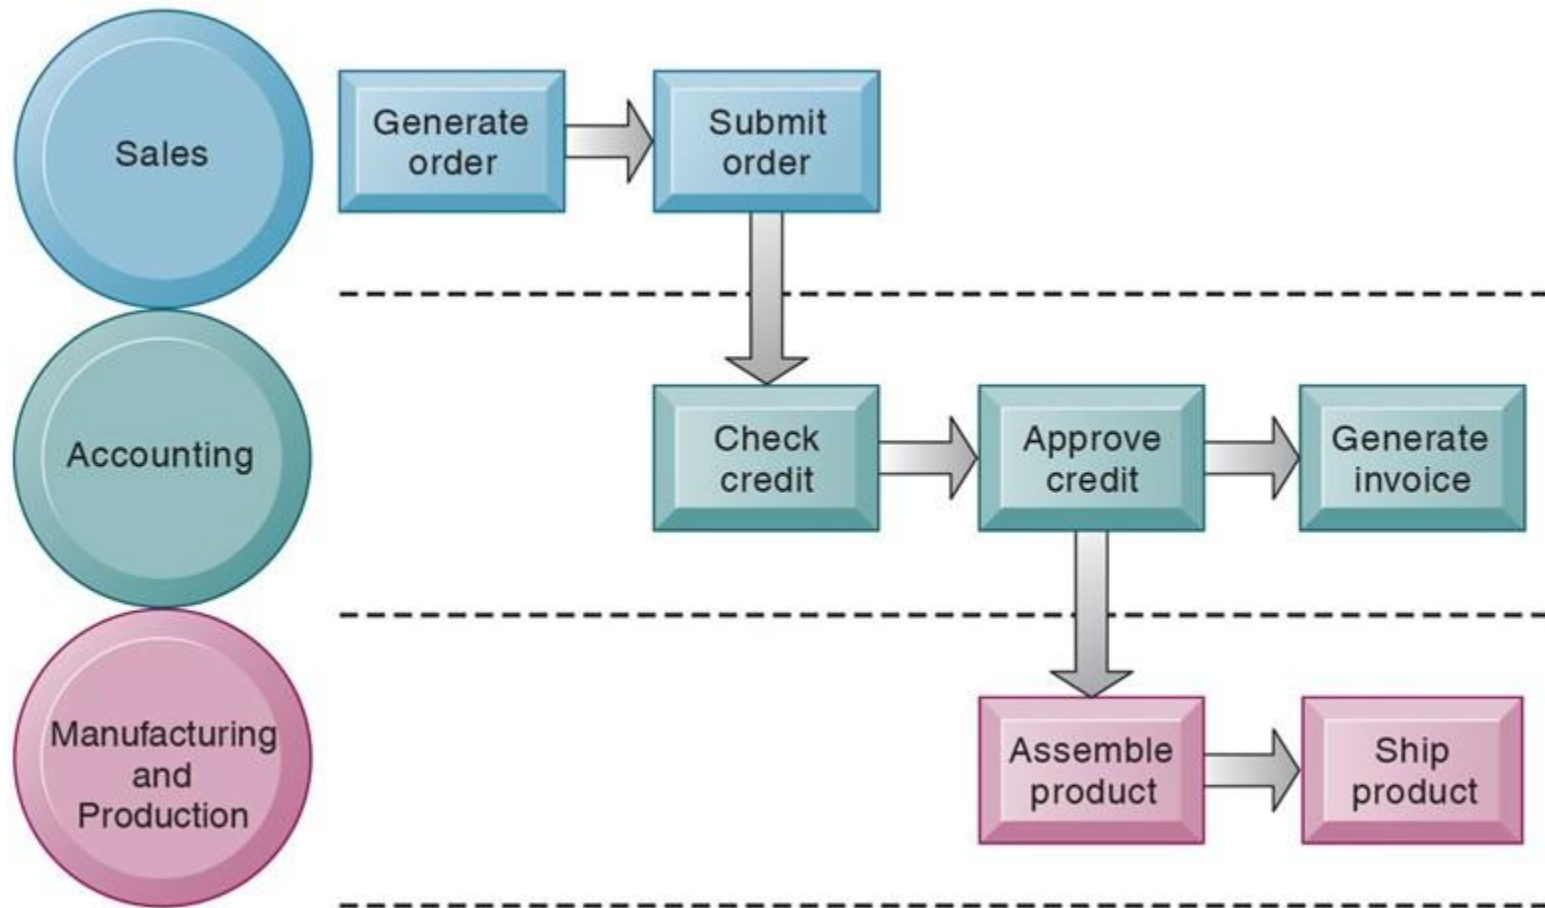 Sales
Generate
order
Submit
order
Accounting
Check
credit
Approve
credit
Generate
invoice
Manufacturing
and
Production
Assemble
product
Ship
product